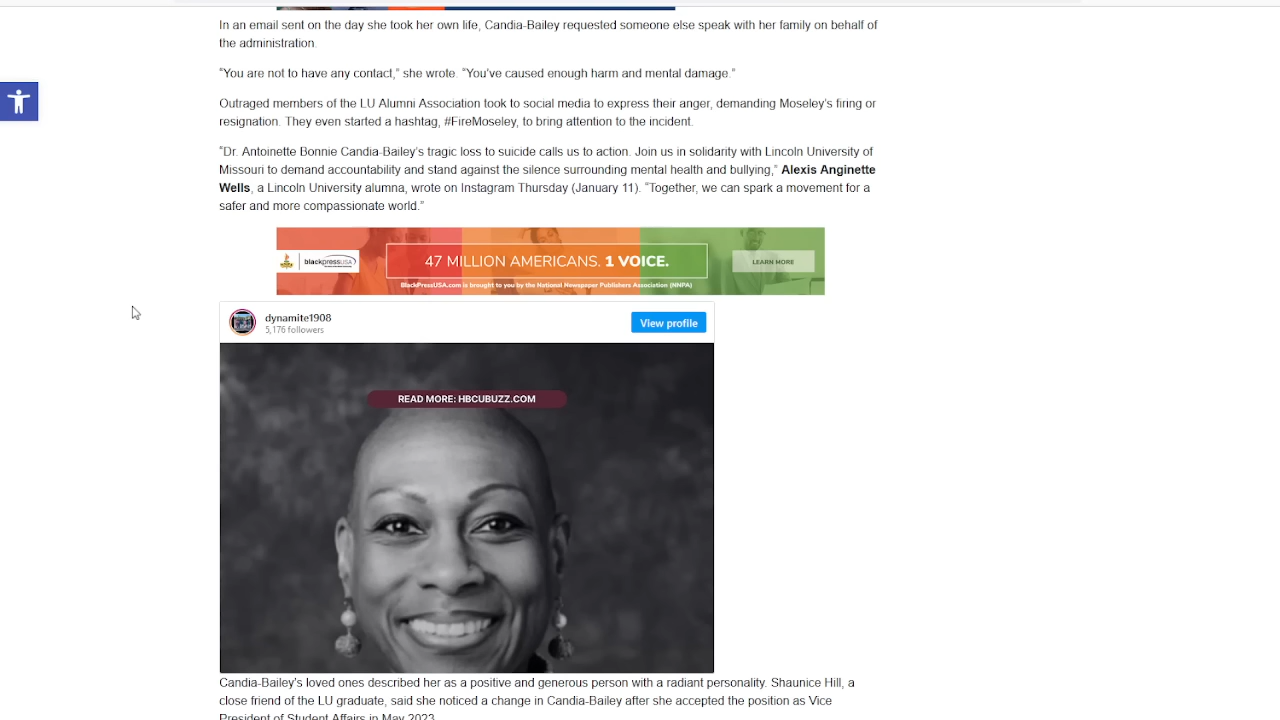 In an email sent on the day she took her own life, Candia-Bailey requested someone else speak with her family on behalf of
the administration.
“You are not to have any contact,” she wrote. “You’ve caused enough harm and mental damage.”
Outraged members of the LU Alumni Association took to social media to express their anger, demanding Moseley’s firing or
resignation. They even started a hashtag, #FireMoseley, to bring attention to the incident.
“Dr. Antoinette Bonnie Candia-Bailey’s tragic loss to suicide calls us to action. Join us in solidarity with Lincoln University of
Missouri to demand accountability and stand against the silence surrounding mental health and bullying,” Alexis Anginette
Wells, a Lincoln University alumna, wrote on Instagram Thursday (January 11). “Together, we can spark a movement for a
safer and more compassionate world.”
blackpressUSA
47 MILLION AMERICANS. 1 VOICE.
LEARN MORE
BlackPressUSA.com is brought to you by the National Newspaper Publishers Association (NNPA)
dynamite1908
5,176 followers
View profile
READ MORE: HBCUBUZZ.COM
Candia-Bailey’s loved ones described her as a positive and generous person with a radiant personality. Shaunice Hill, a
close friend of the LU graduate, said she noticed a change in Candia-Bailey after she accepted the position as Vice
President of Student Affairs in May 2023.